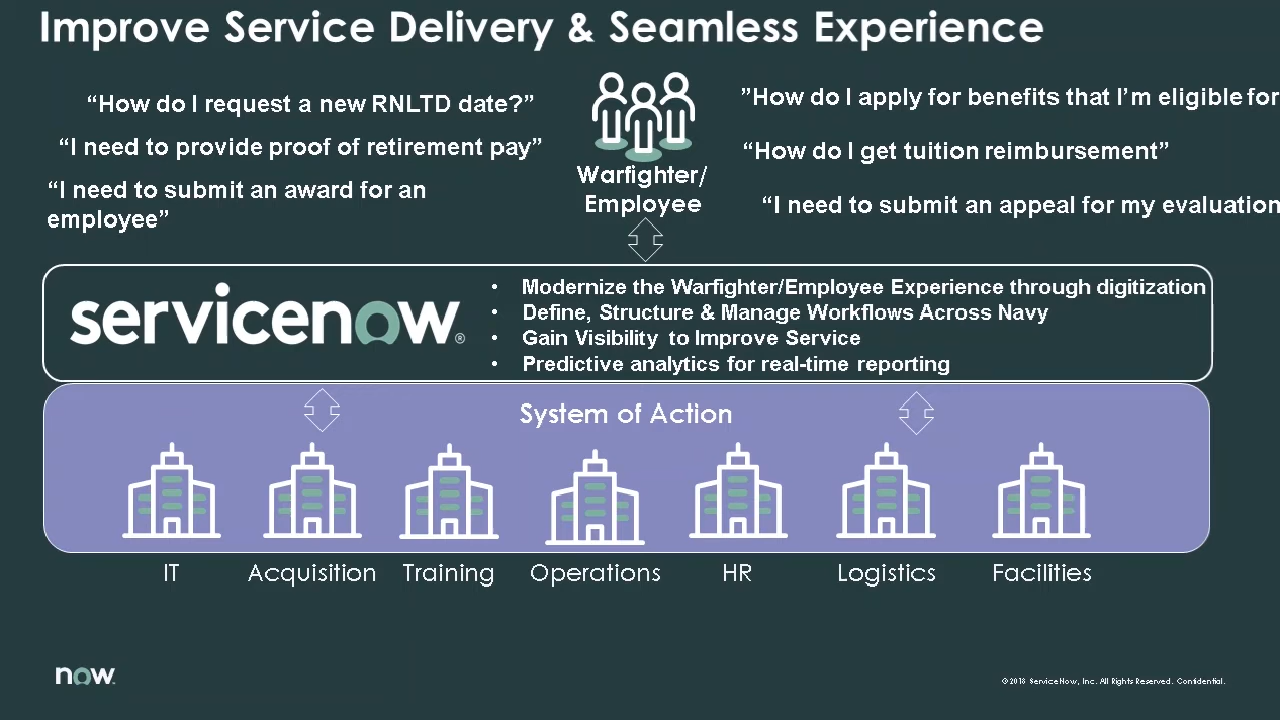 Improve Service Delivery & Seamless Experience
“How do I request a new RNLTD date?”
“I need to provide proof of retirement pay”
“I need to submit an award for an
employee”
Warfighter/
Employee
”How do I apply for benefits that I’m eligible for
“How do I get tuition reimbursement”
“I need to submit an appeal for my evaluation
servicenow®
• Modernize the Warfighter/Employee Experience through digitization
• Define, Structure & Manage Workflows Across Navy
• Gain Visibility to Improve Service
• Predictive analytics for real-time reporting
System of Action
IT Acquisition Training Operations HR Logistics Facilities
now.
©2018 ServiceNow, Inc. All Rights Reserved. Confidential.